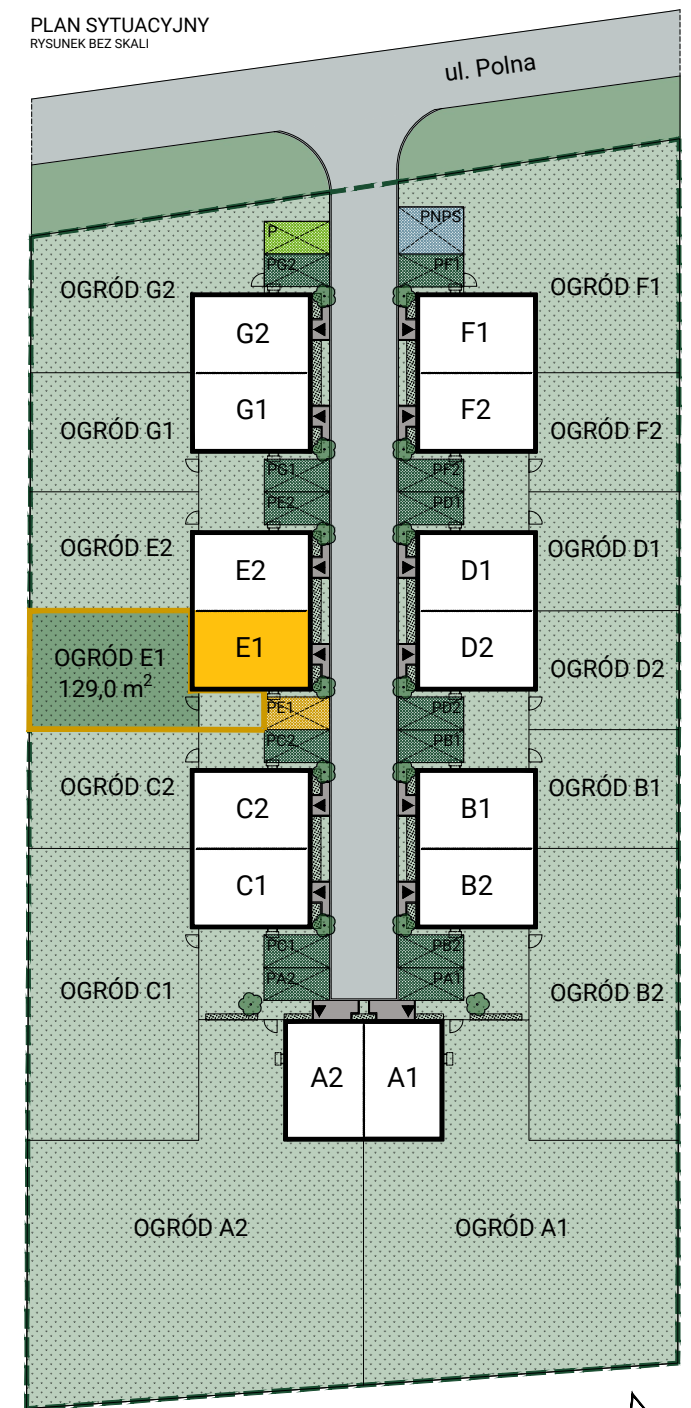 PLAN SYTUACYJNY
RYSUNEK BEZ SKALI
ul. Polna
P
PNPS
PG2
PF1
OGRÓD G2
OGRÓD F1
G2
F1
G1
F2
OGRÓD G1
OGRÓD F2
PG1
PF2
PE2
PD1
OGRÓD E2
OGRÓD D1
E2
D1
E1
D2
OGRÓD E1
129,0 m²
OGRÓD D2
PE1
PD2
PC2
PB1
OGRÓD C2
OGRÓD B1
C2
B1
C1
B2
PC1
PB2
PA2
PA1
OGRÓD C1
OGRÓD B2
A2
A1
OGRÓD A2
OGRÓD A1